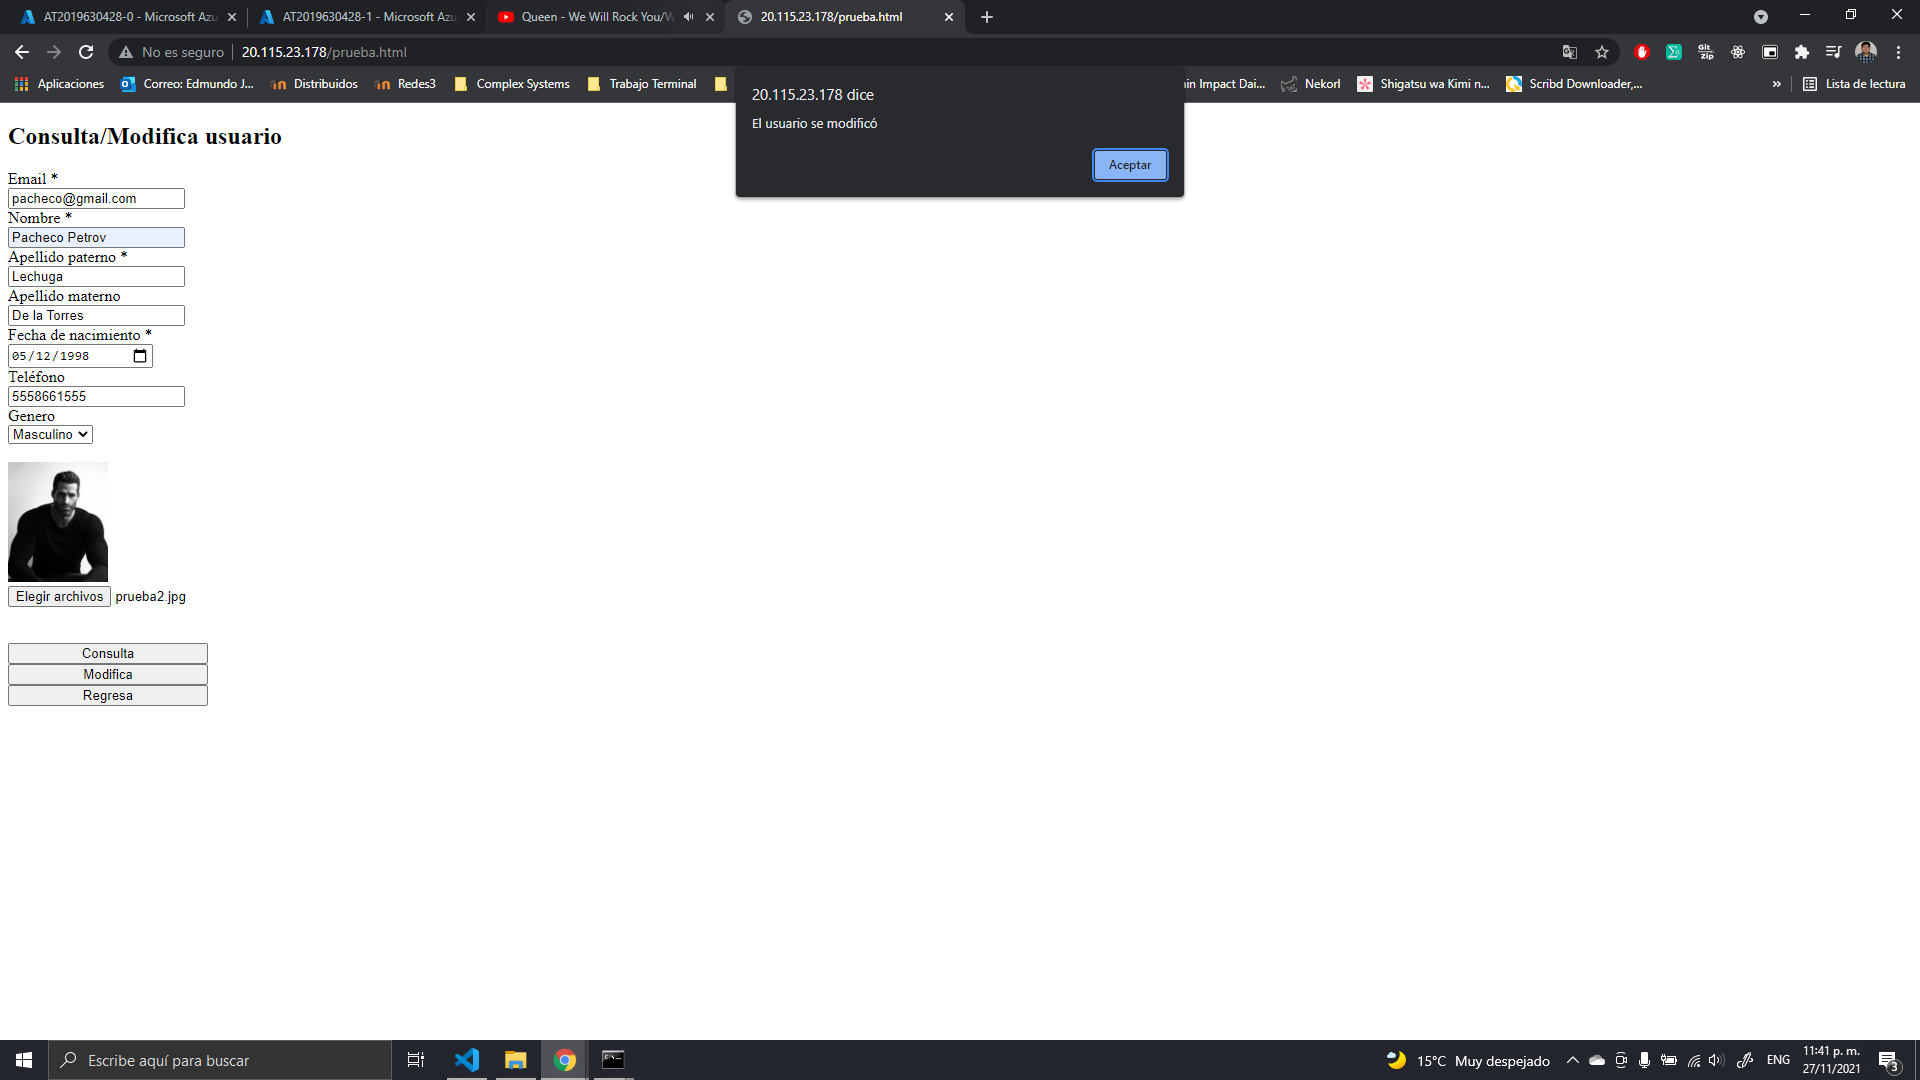 AT2019630428-0 - Microsoft Azu
AT2019630428-1 - Microsoft Azu
Queen - We Will Rock You/W
20.115.23.178/prueba.html
No es seguro
20.115.23.178/prueba.html
Aplicaciones
Correo: Edmundo J...
Distribuidos
Redes3
Complex Systems
Trabajo Terminal
in Impact Dai...
Nekorl
Shigatsu wa Kimi n...
Scribd Downloader,...
»
Lista de lectura
Git
zip
20.115.23.178 dice
El usuario se modificó
Aceptar
Consulta/Modifica usuario
Email *
pacheco@gmail.com
Nombre *
Pacheco Petrov
Apellido paterno *
Lechuga
Apellido materno
De la Torres
Fecha de nacimiento *
05/12/1998
Teléfono
5558661555
Genero
Masculino
Elegir archivos prueba2.jpg
Consulta
Modifica
Regresa
Escribe aquí para buscar
15°C Muy despejado
ENG
11:41 p. m.
27/11/2021
3